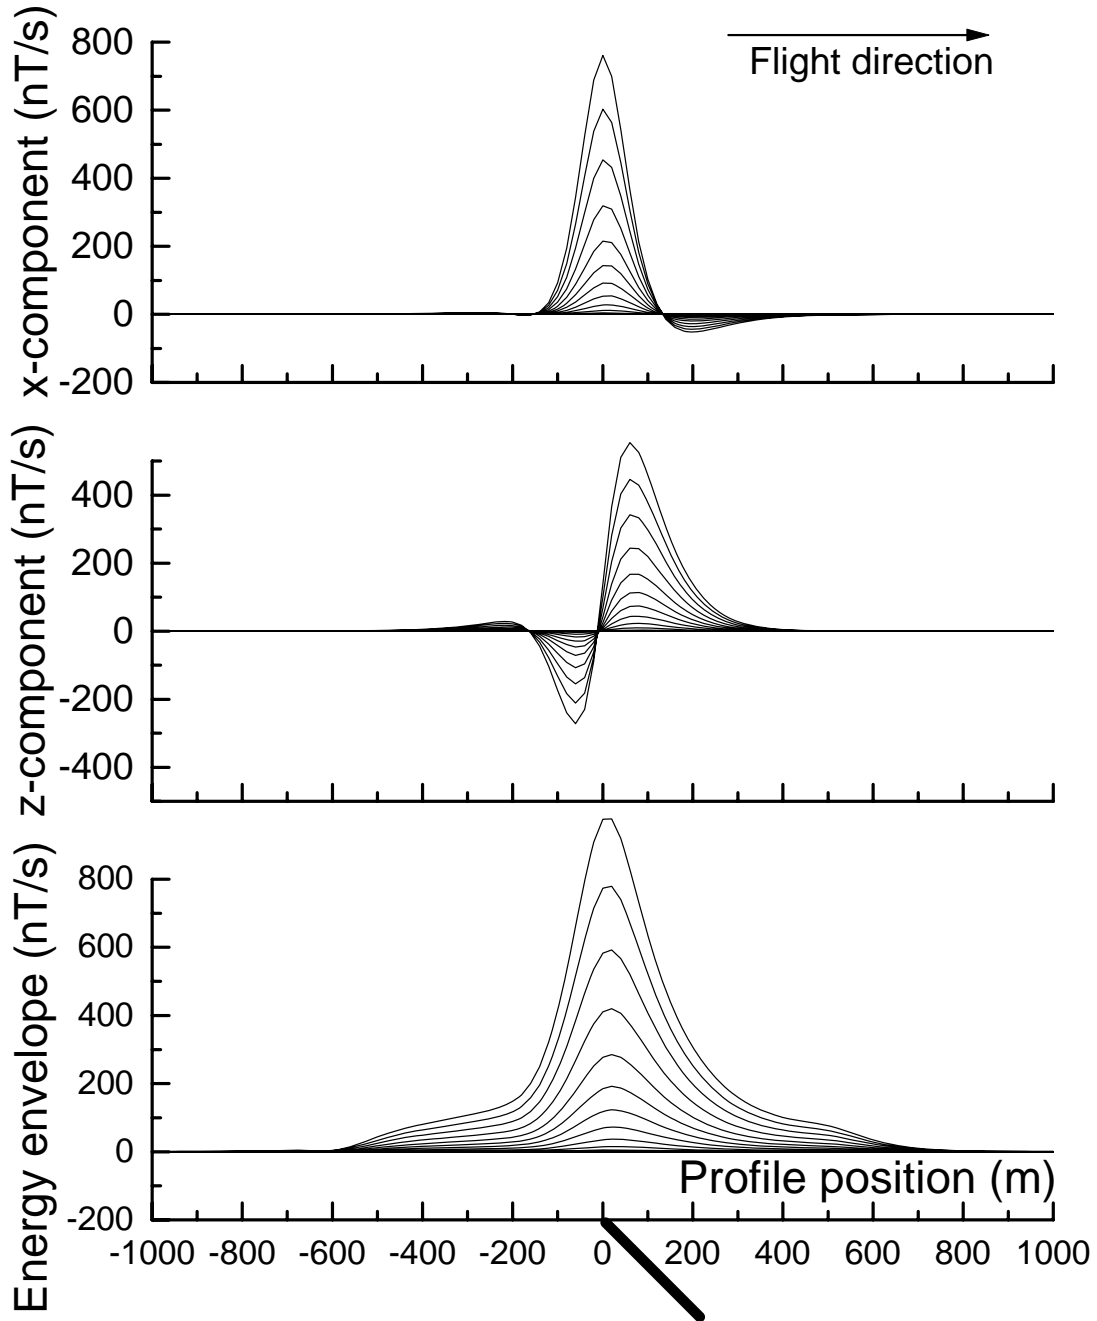 x-component (nT/s)
800
600
400
200
0
-200
Flight direction
z-component (nT/s)
400
200
0
-200
-400
Energy envelope (nT/s)
800
600
400
200
0
-200
Profile position (m)
-1000 -800 -600 -400 -200 0 200 400 600 800 1000